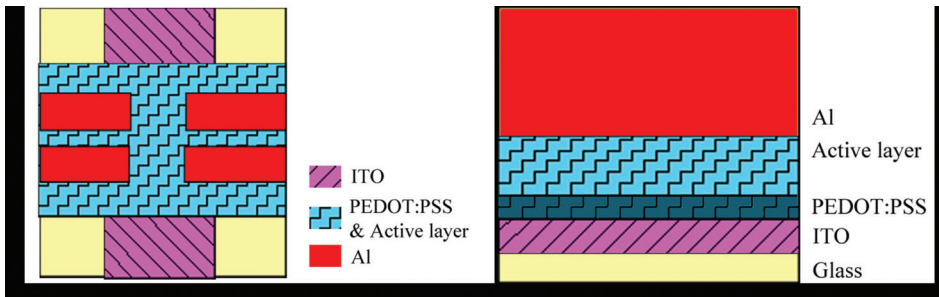 ITO
PEDOT:PSS
& Active layer
Al
Al
Active layer
PEDOT:PSS
ITO
Glass